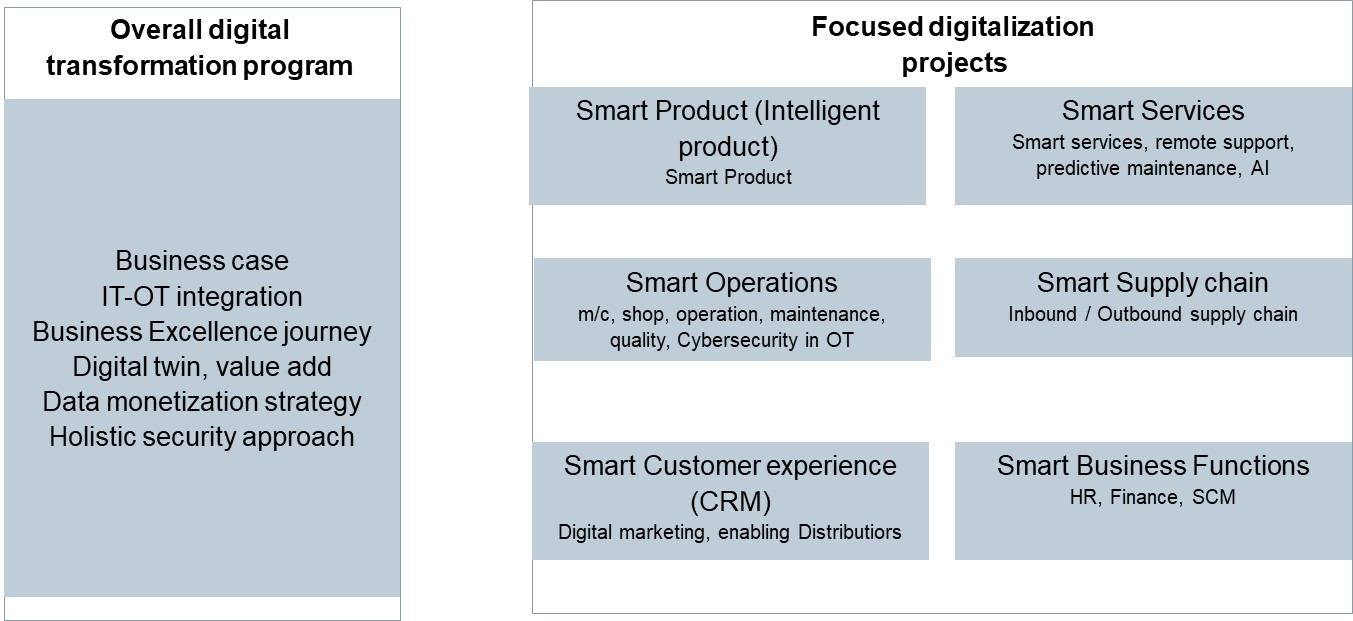 Overall digital
transformation program
Business case
IT-OT integration
Business Excellence journey
Digital twin, value add
Data monetization strategy
Holistic security approach
Focused digitalization
projects
Smart Product (Intelligent
product)
Smart Product
Smart Services
Smart services, remote support,
predictive maintenance, AI
Smart Operations
m/c, shop, operation, maintenance,
quality, Cybersecurity in OT
Smart Supply chain
Inbound / Outbound supply chain
Smart Customer experience
(CRM)
Digital marketing, enabling Distributiors
Smart Business Functions
HR, Finance, SCM